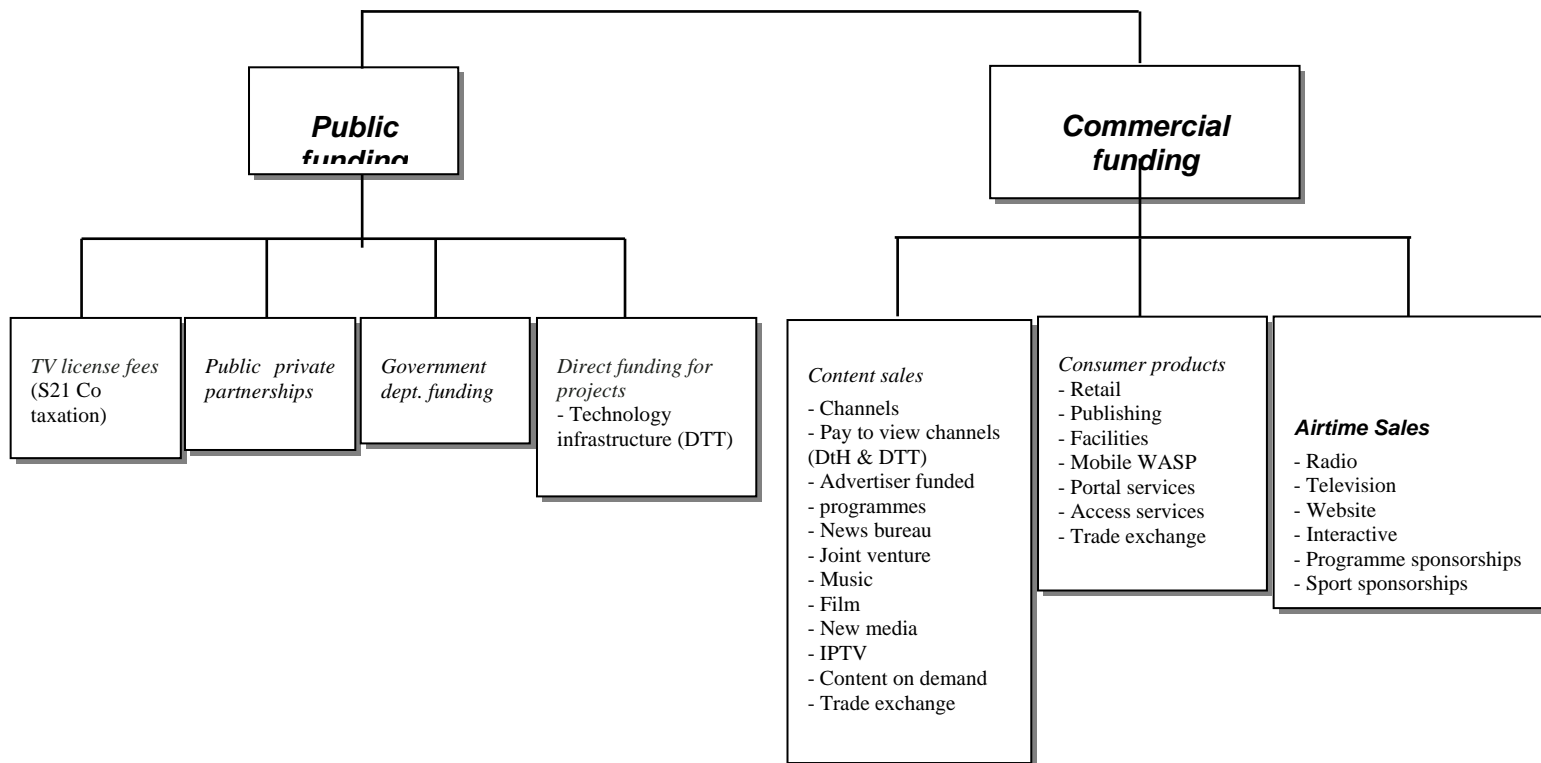 Public
funding
Commercial
funding
TV license fees
(S21 Co
taxation)
Public private
partnerships
Government
dept. funding
Direct funding for
projects
- Technology
infrastructure (DTT)
Content sales
- Channels
- Pay to view channels
(DtH & DTT)
- Advertiser funded
- programmes
- News bureau
- Joint venture
- Music
- Film
- New media
- IPTV
- Content on demand
- Trade exchange
Consumer products
- Retail
- Publishing
- Facilities
- Mobile WASP
- Portal services
- Access services
- Trade exchange
Airtime Sales
- Radio
- Television
- Website
- Interactive
- Programme sponsorships
- Sport sponsorships